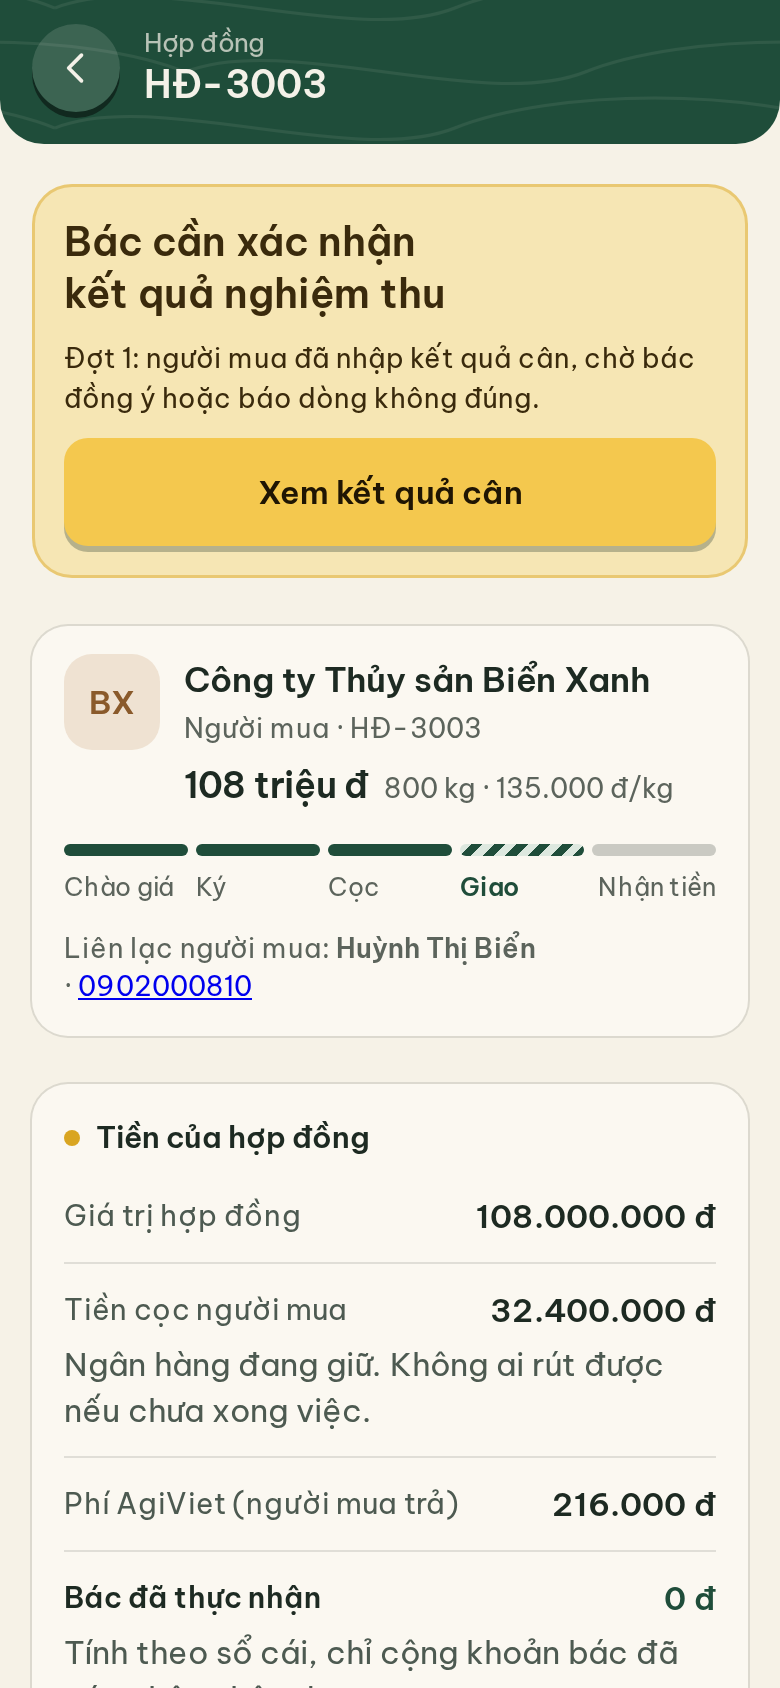 Hợp đồng
HĐ-3003
Bác cần xác nhận
kết quả nghiệm thu
Đợt 1: người mua đã nhập kết quả cân, chờ bác
đồng ý hoặc báo dòng không đúng.
Xem kết quả cân
BX
Công ty Thủy sản Biển Xanh
Người mua · HĐ-3003
108 triệu đ 800 kg · 135.000 đ/kg
Chào giá Ký Cọc Giao Nhận tiền
Liên lạc người mua: Huỳnh Thị Biển
· 0902000810
Tiền của hợp đồng
Giá trị hợp đồng 108.000.000 đ
Tiền cọc người mua 32.400.000 đ
Ngân hàng đang giữ. Không ai rút được
nếu chưa xong việc.
Phí AgiViet (người mua trả) 216.000 đ
Bác đã thực nhận 0 đ
Tính theo sổ cái, chỉ cộng khoản bác đã